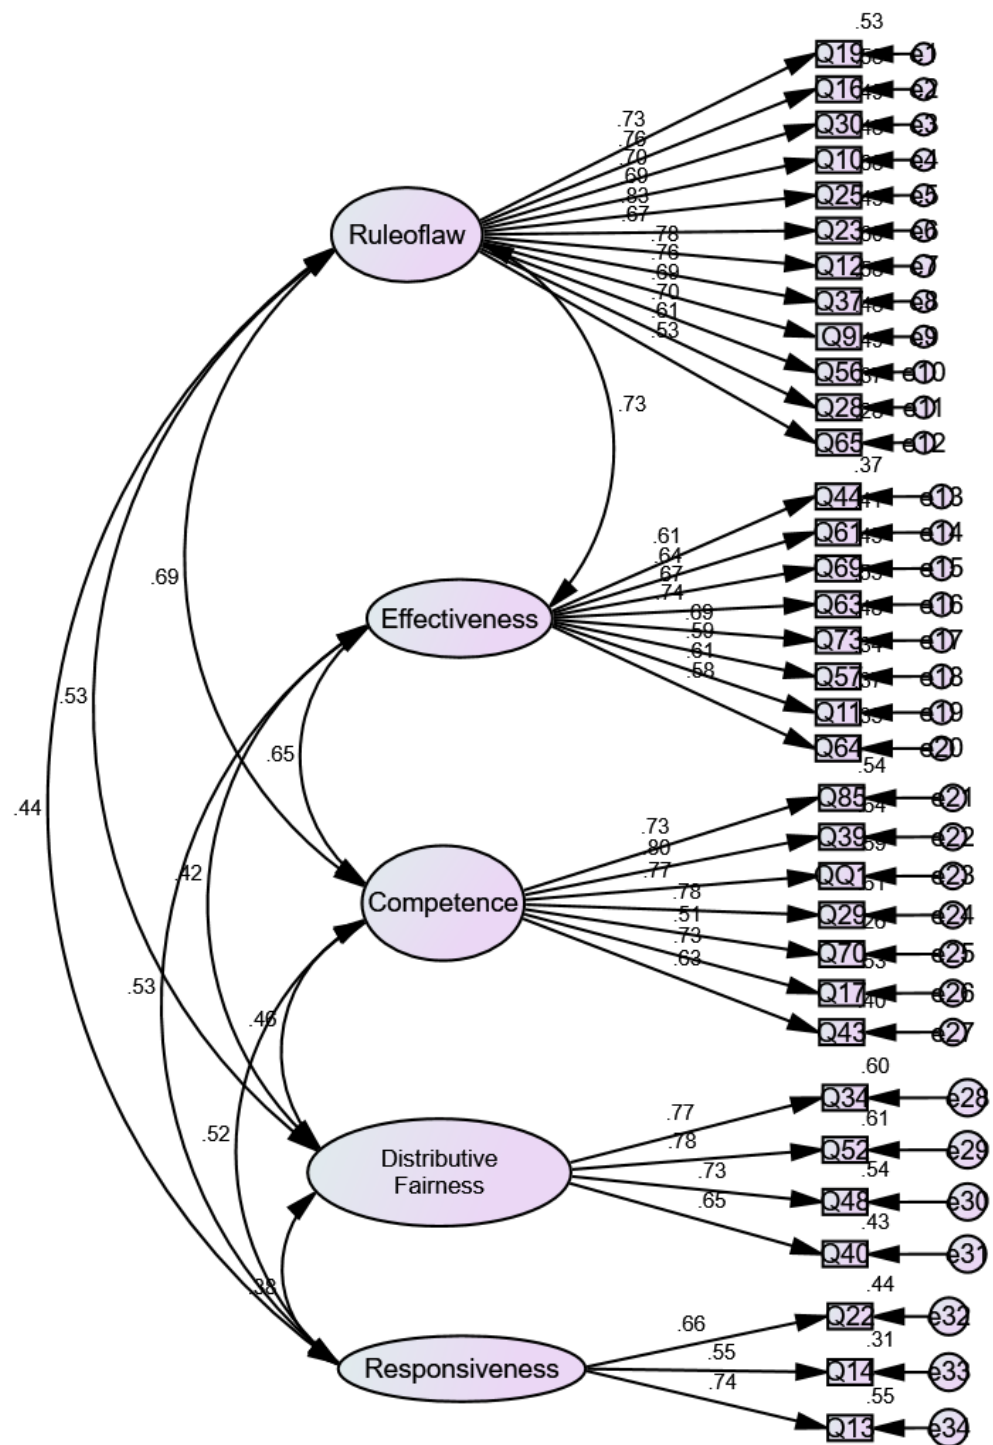 .53
Q19 e1
Q16 e2
.73
Q30 e3
.76
.70
Q10 e4
.69
.83
Q25 e5
.67
Ruleoflaw
Q23 e6
.78
.76
Q12 e7
.69
.70
Q37 e8
.61
.53
Q9 e9
Q56 e10
.73
Q28 e11
Q65 e12
.37
Q44 e13
.61
Q61 e14
.64
.67
Q69 e15
.69
.74
Q63 e16
.69
Effectiveness
.59
Q73 e17
.61
.58
Q57 e18
.53
Q11 e19
.65
Q64 e20
.54
Q85 e21
.44
.73
Q39 e22
.80
.42
.77
QQ1 e23
.78
Competence
.51
Q29 e24
.73
Q70 e25
.63
.53
Q17 e26
.46
Q43 e27
.60
Q34 e28
.77
.61
.52
.78
Q52 e29
Distributive
Fairness
.73
.54
.65
Q48 e30
.43
Q40 e31
.38
.44
Q22 e32
.66
.31
.55
Responsiveness
Q14 e33
.74
.55
Q13 e34